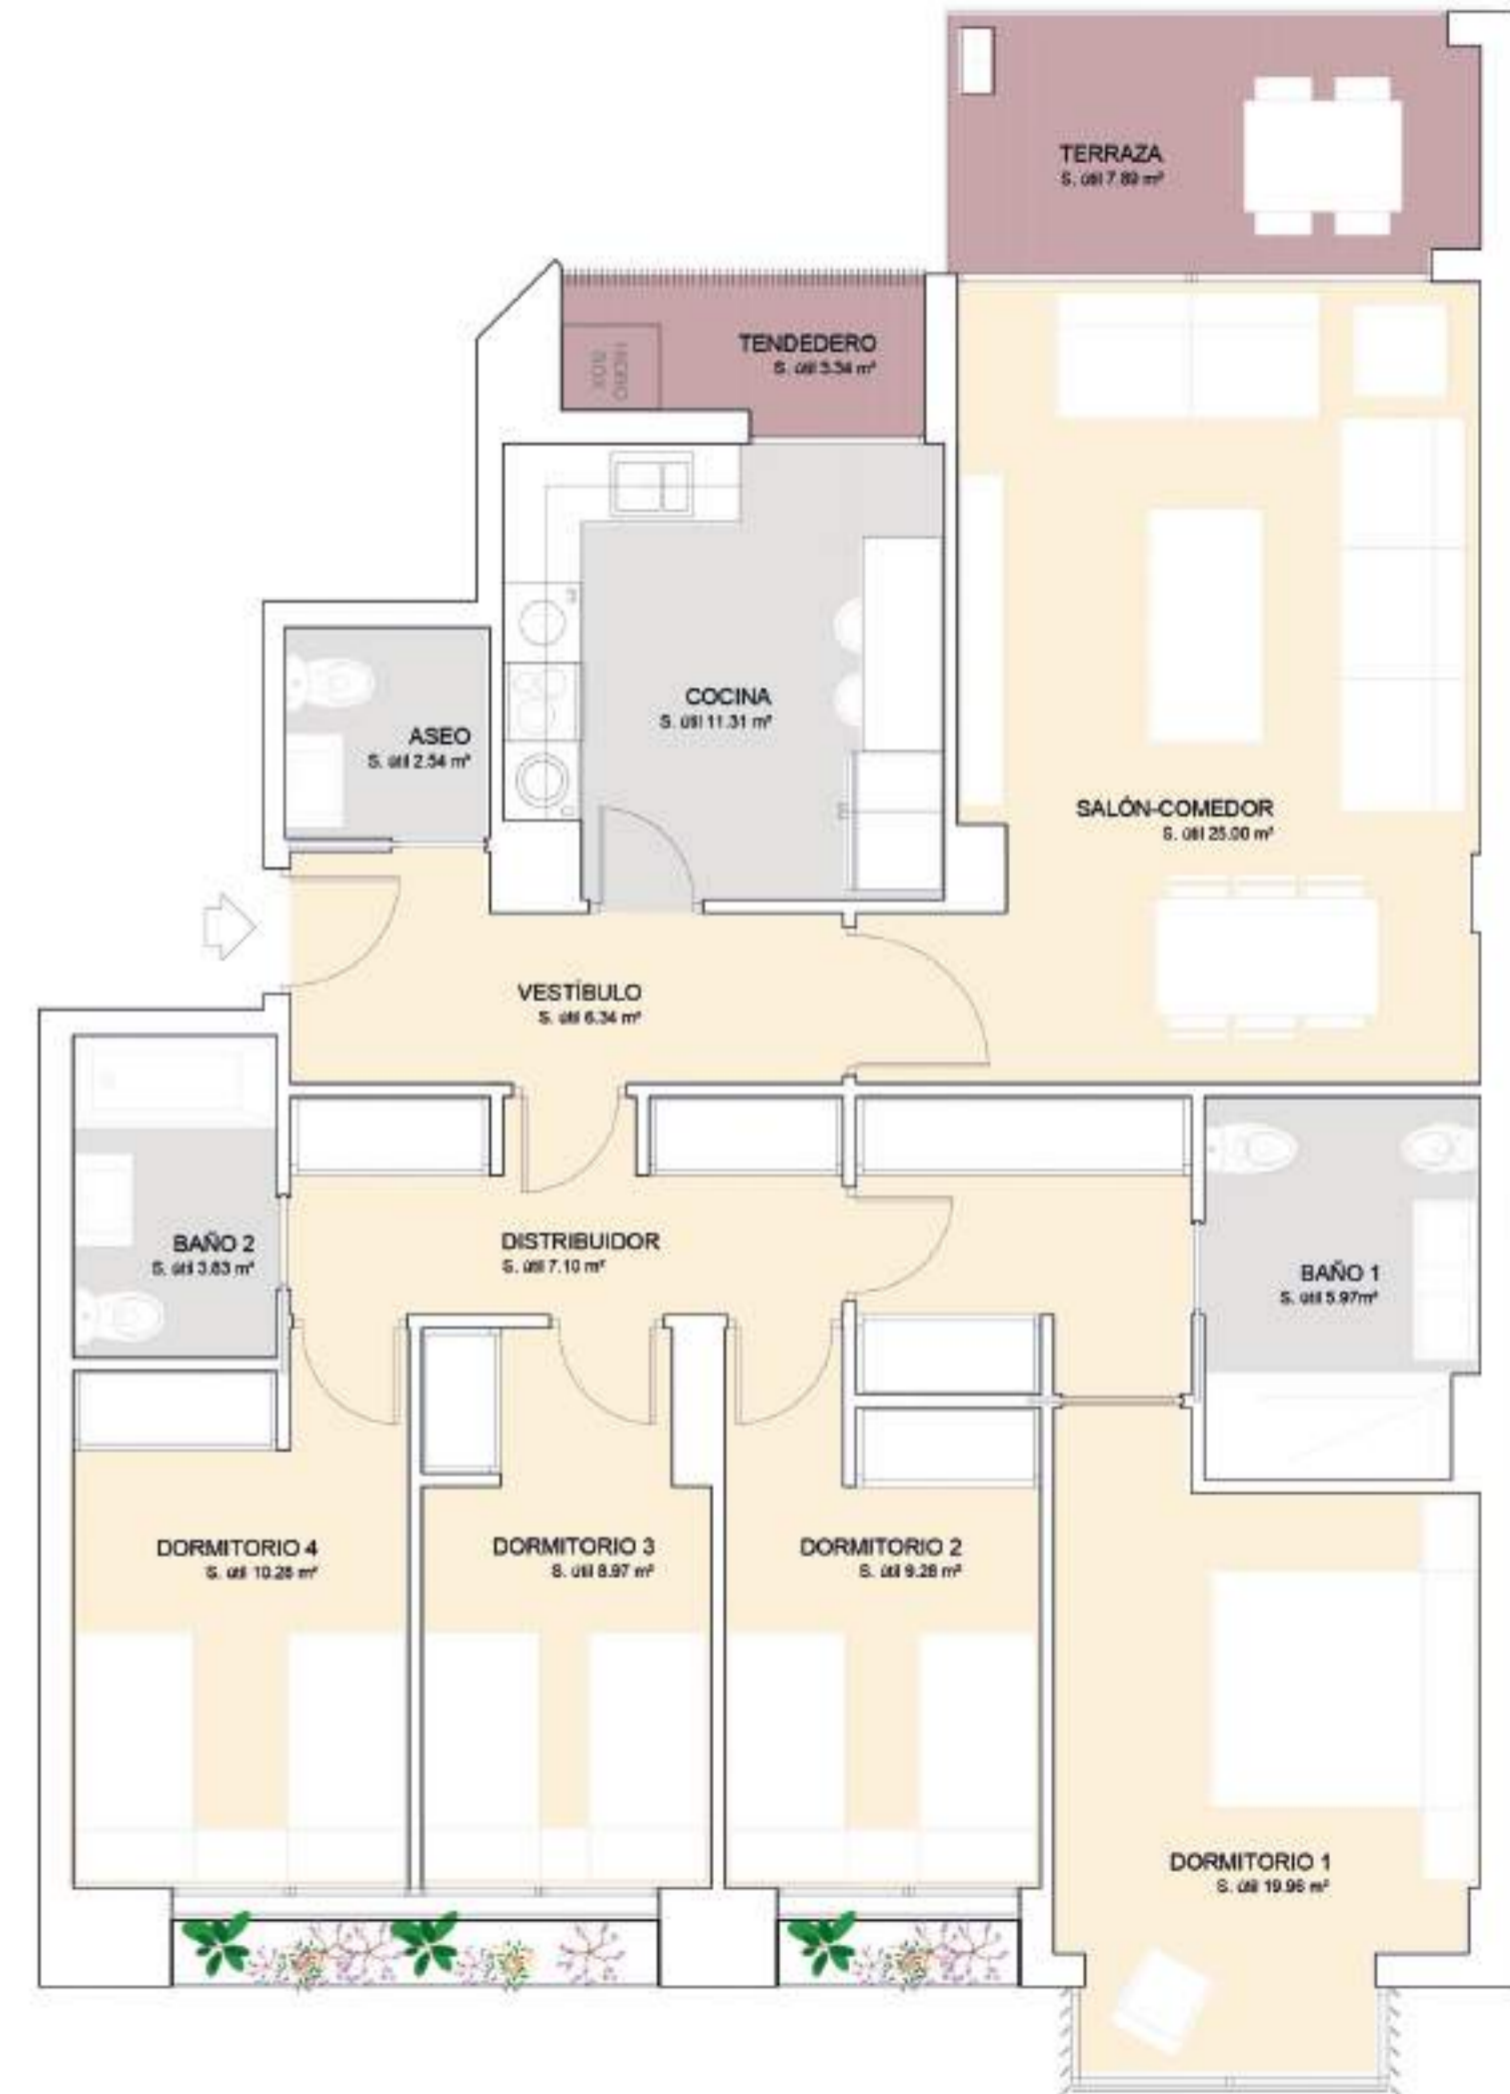 TERRAZA
S. útil 7.89 m²
TENDEDERO
S. útil 3.34 m²
HIDRO
BOX
COCINA
S. útil 11.31 m²
ASEO
S. útil 2.54 m²
SALÓN-COMEDOR
S. útil 25.00 m²
VESTÍBULO
S. útil 6.34 m²
BAÑO 2
S. útil 3.83 m²
DISTRIBUIDOR
S. útil 7.10 m²
BAÑO 1
S. útil 5.97m²
DORMITORIO 4
S. útil 10.28 m²
DORMITORIO 3
S. útil 8.97 m²
DORMITORIO 2
S. útil 9.28 m²
DORMITORIO 1
S. útil 19.96 m²